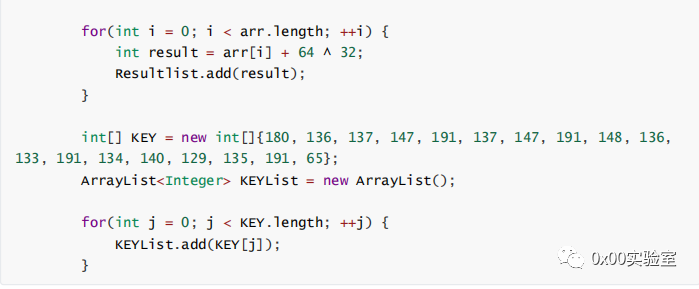 for(int i = 0; i < arr.length; ++i) {
int result = arr[i] + 64 ^ 32;
Resultlist.add(result);
}
int[] KEY = new int[]{180, 136, 137, 147, 191, 137, 147, 191, 148, 136,
133, 191, 134, 140, 129, 135, 191, 65};
ArrayList<Integer> KEYList = new ArrayList();
for(int j = 0; j < KEY.length; ++j) {
KEYList.add(KEY[j]);
}
0x00实验室